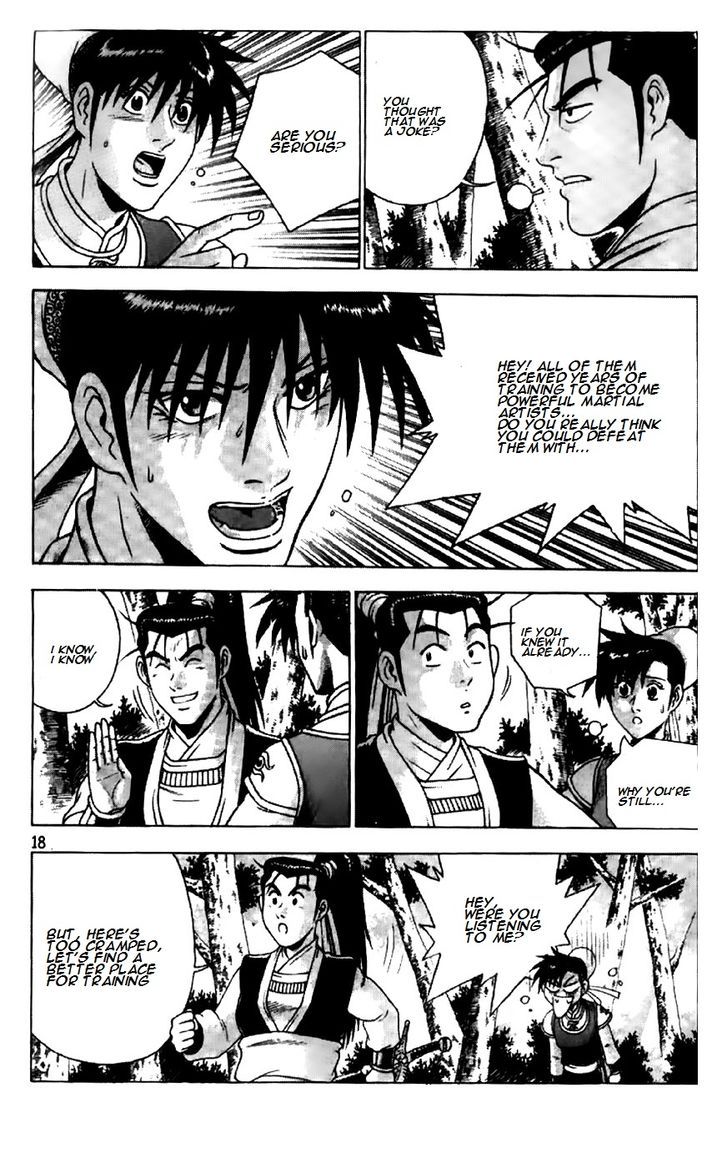 ARE YOU
SERIOUS?
YOU
THOUGHT
THAT WAS
A JOKE?
HEY! ALL OF THEM
RECEIVED YEARS OF
TRAINING TO BECOME
POWERFUL MARTIAL
ARTISTS...
DO YOU REALLY THINK
YOU COULD DEFEAT
THEM WITH...
I KNOW,
I KNOW
IF YOU
KNEW IT
ALREADY...
WHY YOU'RE
STILL...
18
BUT, HERE'S
TOO CRAMPED,
LET'S FIND A
BETTER PLACE
FOR TRAINING
HEY,
WERE YOU
LISTENING
TO ME?